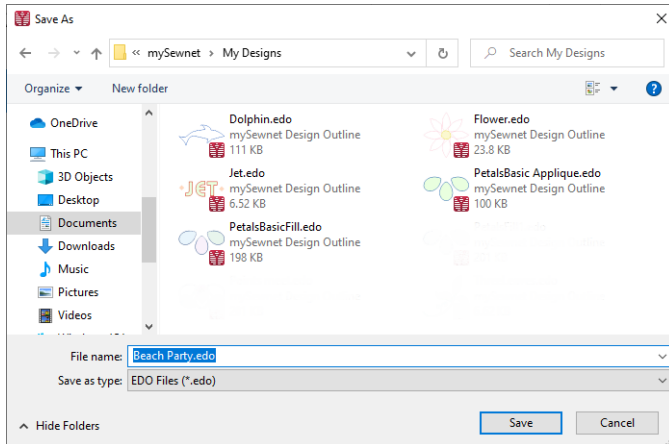 Save As
« mySewnet › My Designs
Search My Designs
Organize
New folder
OneDrive
This PC
3D Objects
Desktop
Documents
Downloads
Music
Pictures
Videos
Dolphin.edo
mySewnet Design Outline
111 KB
Flower.edo
mySewnet Design Outline
23.8 KB
JET
Jet.edo
mySewnet Design Outline
6.52 KB
PetalsBasic Applique.edo
mySewnet Design Outline
100 KB
PetalsBasicFill.edo
mySewnet Design Outline
198 KB
File name: Beach Party.edo
Save as type: EDO Files (*.edo)
Hide Folders
Save
Cancel